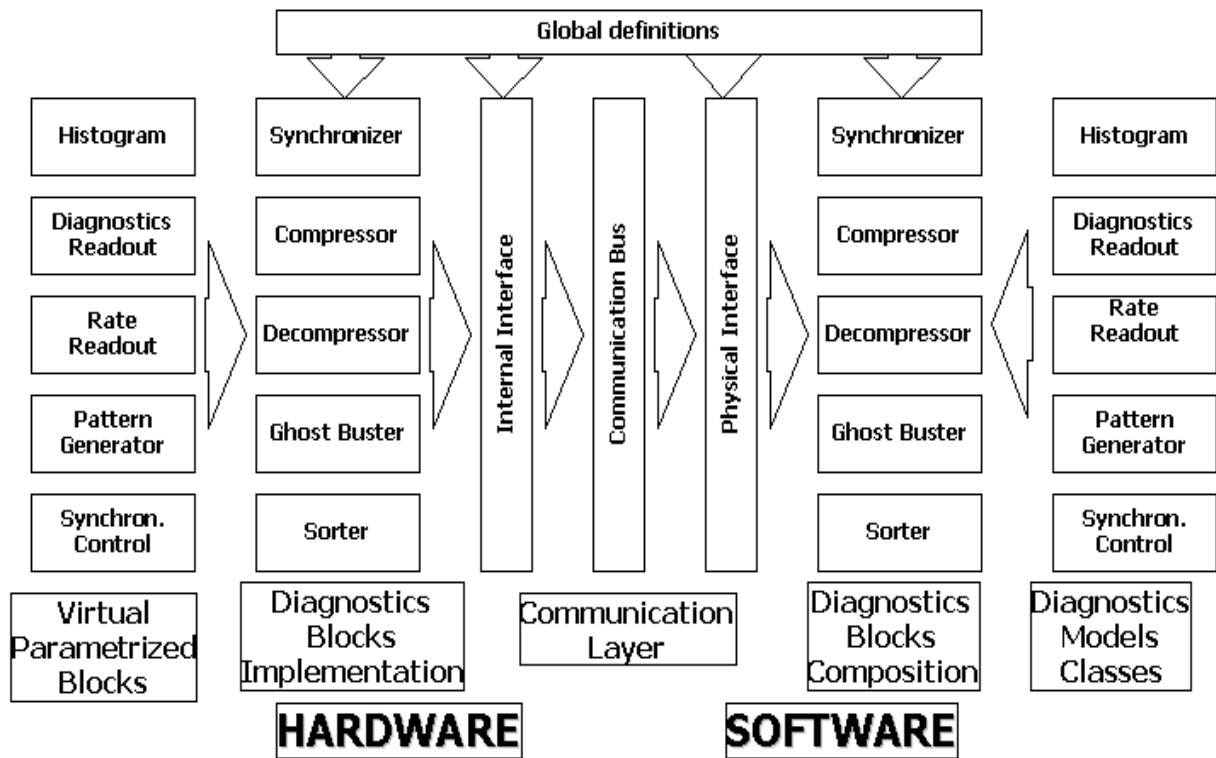 Global definitions
Histogram
Synchronizer
Synchronizer
Histogram
Diagnostics
Readout
Compressor
Compressor
Diagnostics
Readout
Rate
Readout
Decompressor
Decompressor
Rate
Readout
Pattern
Generator
Ghost Buster
Ghost Buster
Pattern
Generator
Synchron.
Control
Sorter
Sorter
Synchron.
Control
Internal Interface
Communication Bus
Physical Interface
Virtual
Parametrized
Blocks
Diagnostics
Blocks
Implementation
Communication
Layer
Diagnostics
Blocks
Composition
Diagnostics
Models
Classes
HARDWARE
SOFTWARE